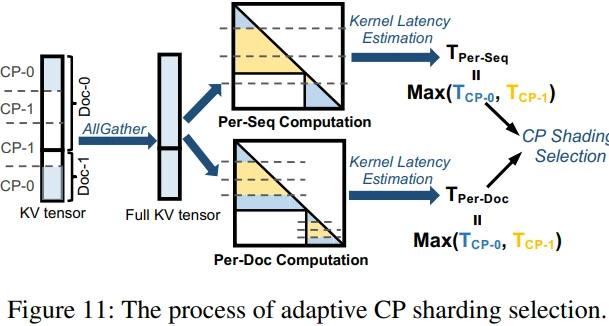 CP-0
CP-1
CP-1
CP-0
Doc-0
Doc-1
KV tensor
AllGather
Full KV tensor
Per-Seq Computation
Per-Doc Computation
Kernel Latency
Estimation
TPer-Seq
=
Max(TCP-0, TCP-1)
Kernel Latency
Estimation
TPer-Doc
=
Max(TCP-0, TCP-1)
CP Shading
Selection
Figure 11: The process of adaptive CP sharding selection.